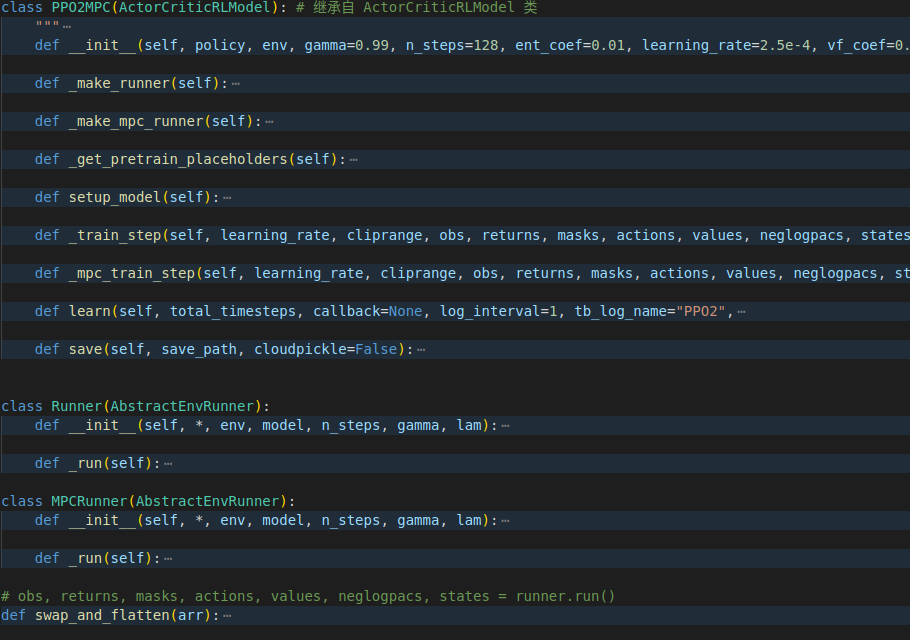 class PPO2MPC(ActorCriticRLModel): # 继承自 ActorCriticRLModel 类
    """…
    def __init__(self, policy, env, gamma=0.99, n_steps=128, ent_coef=0.01, learning_rate=2.5e-4, vf_coef=0.
    def _make_runner(self):…
    def _make_mpc_runner(self):…
    def _get_pretrain_placeholders(self):…
    def setup_model(self):…
    def _train_step(self, learning_rate, cliprange, obs, returns, masks, actions, values, neglogpacs, states
    def _mpc_train_step(self, learning_rate, cliprange, obs, returns, masks, actions, values, neglogpacs, st
    def learn(self, total_timesteps, callback=None, log_interval=1, tb_log_name="PPO2",…
    def save(self, save_path, cloudpickle=False):…
class Runner(AbstractEnvRunner):
    def __init__(self, *, env, model, n_steps, gamma, lam):…
    def _run(self):…
class MPCRunner(AbstractEnvRunner):
    def __init__(self, *, env, model, n_steps, gamma, lam):…
    def _run(self):…
# obs, returns, masks, actions, values, neglogpacs, states = runner.run()
def swap_and_flatten(arr):…